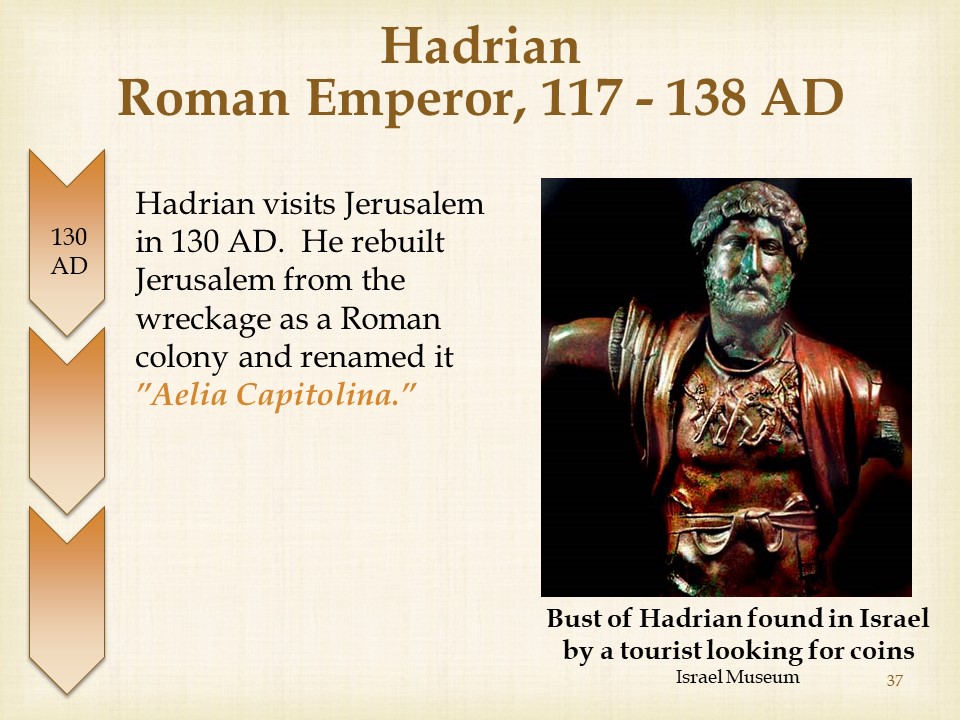 Hadrian
Roman Emperor, 117 - 138 AD
130
AD
Hadrian visits Jerusalem
in 130 AD.  He rebuilt
Jerusalem from the
wreckage as a Roman
colony and renamed it
”Aelia Capitolina.”
Bust of Hadrian found in Israel
by a tourist looking for coins
Israel Museum
37